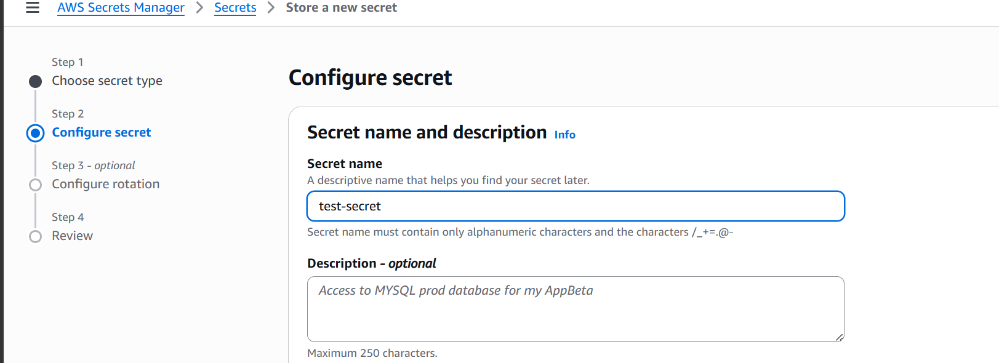 AWS Secrets Manager > Secrets > Store a new secret
Step 1
Choose secret type
Step 2
Configure secret
Step 3 - optional
Configure rotation
Step 4
Review
Configure secret
Secret name and description Info
Secret name
A descriptive name that helps you find your secret later.
test-secret
Secret name must contain only alphanumeric characters and the characters /_+=.@-
Description - optional
Access to MYSQL prod database for my AppBeta
Maximum 250 characters.